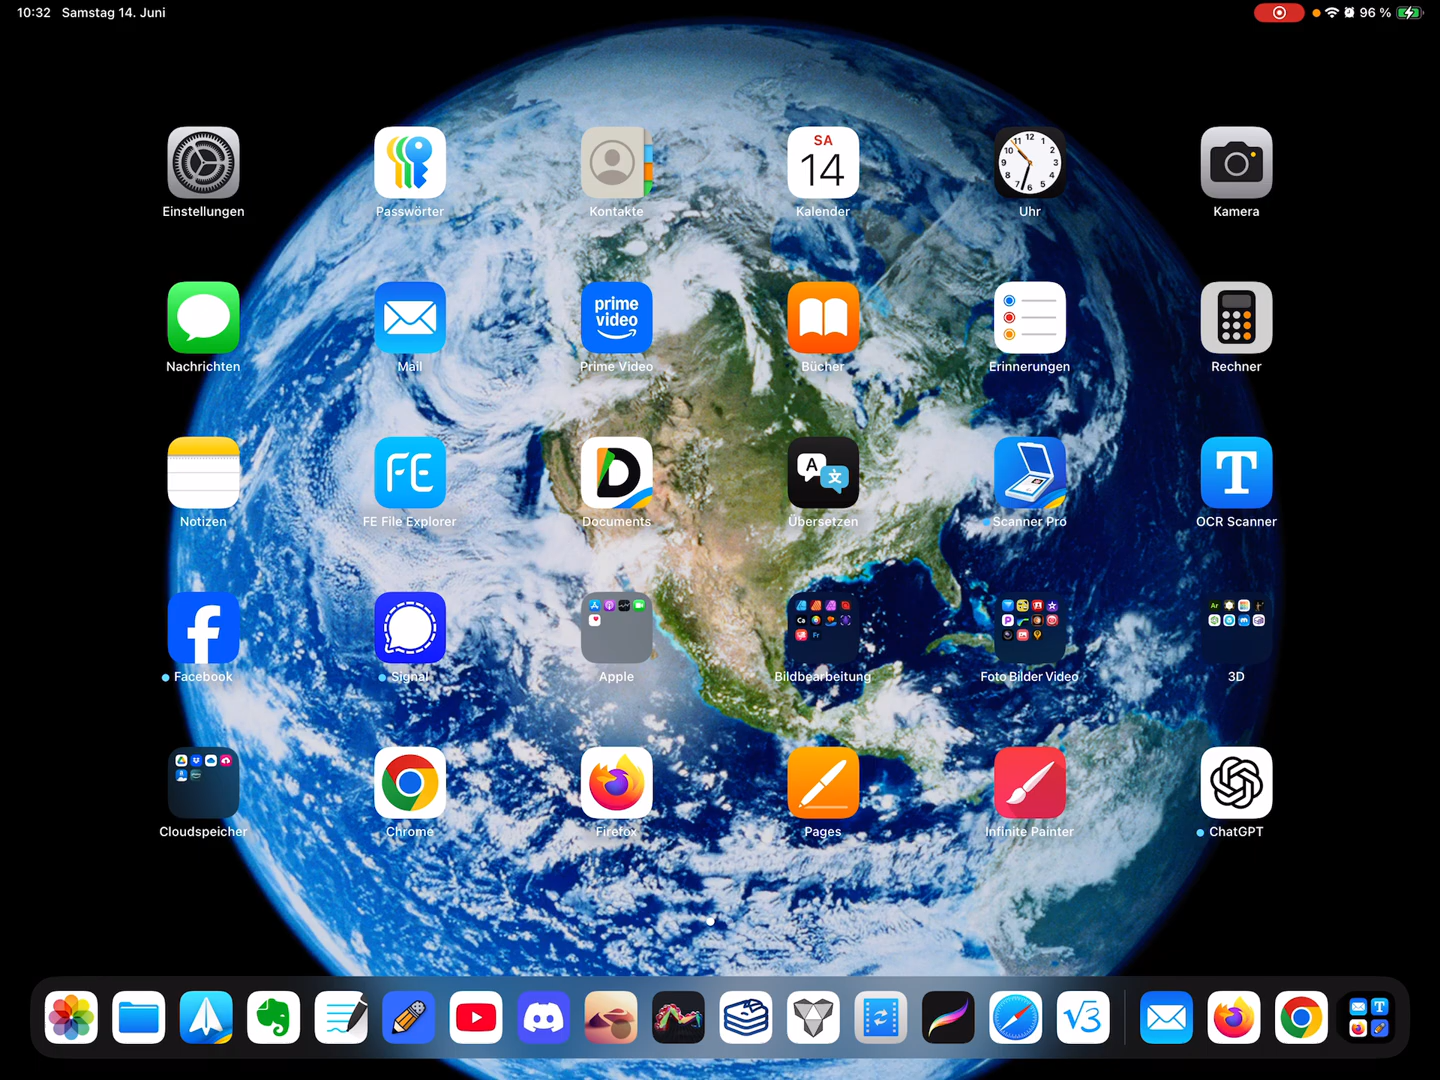 10:32 Samstag 14. Juni
96 %
SA
14
Einstellungen
Passwörter
Kontakte
Kalender
Uhr
Kamera
prime
video
Nachrichten
Mail
Prime Video
Bücher
Erinnerungen
Rechner
FE
D
A
文
T
Notizen
FE File Explorer
Documents
Übersetzen
Scanner Pro
OCR Scanner
Facebook
Signal
Apple
Bildbearbeitung
Foto Bilder Video
3D
Cloudspeicher
Chrome
Firefox
Pages
Infinite Painter
ChatGPT
√3